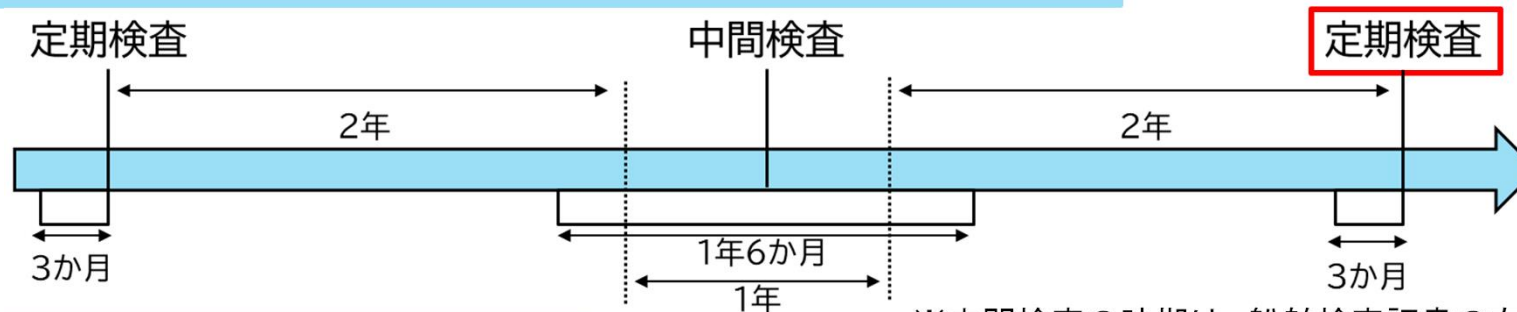 定期検査
中間検査
定期検査
2年
2年
3か月
1年6か月
1年
3か月